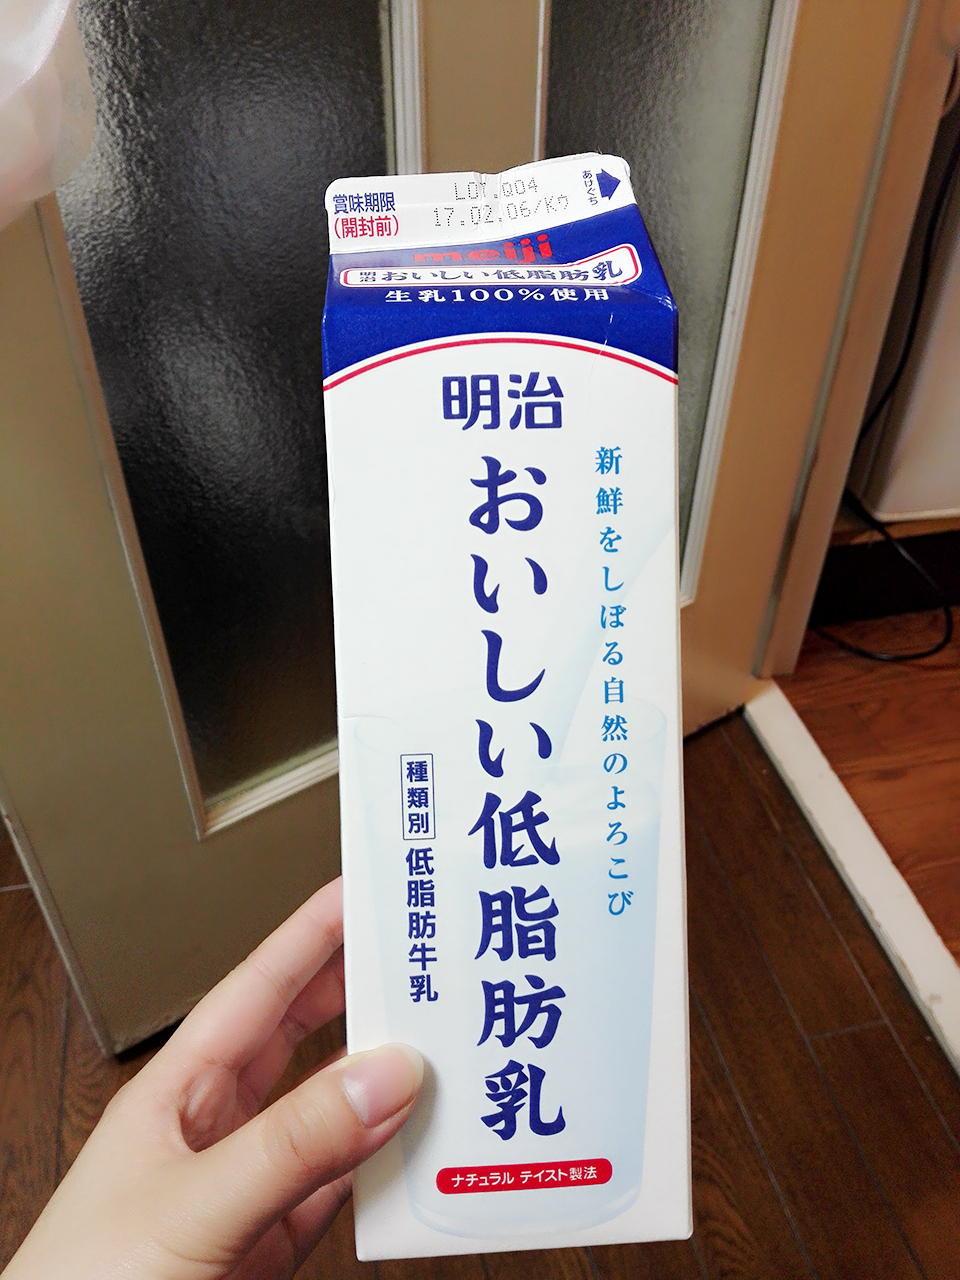 賞味期限
(開封前)
LOT.Q04
17.02.06/Kウ
あけぐち
meiji
明治おいしい低脂肪乳
生乳100%使用
明治
おいしい低脂肪乳
新鮮をしぼる自然のよろこび
種類別 低脂肪牛乳
ナチュラル テイスト製法